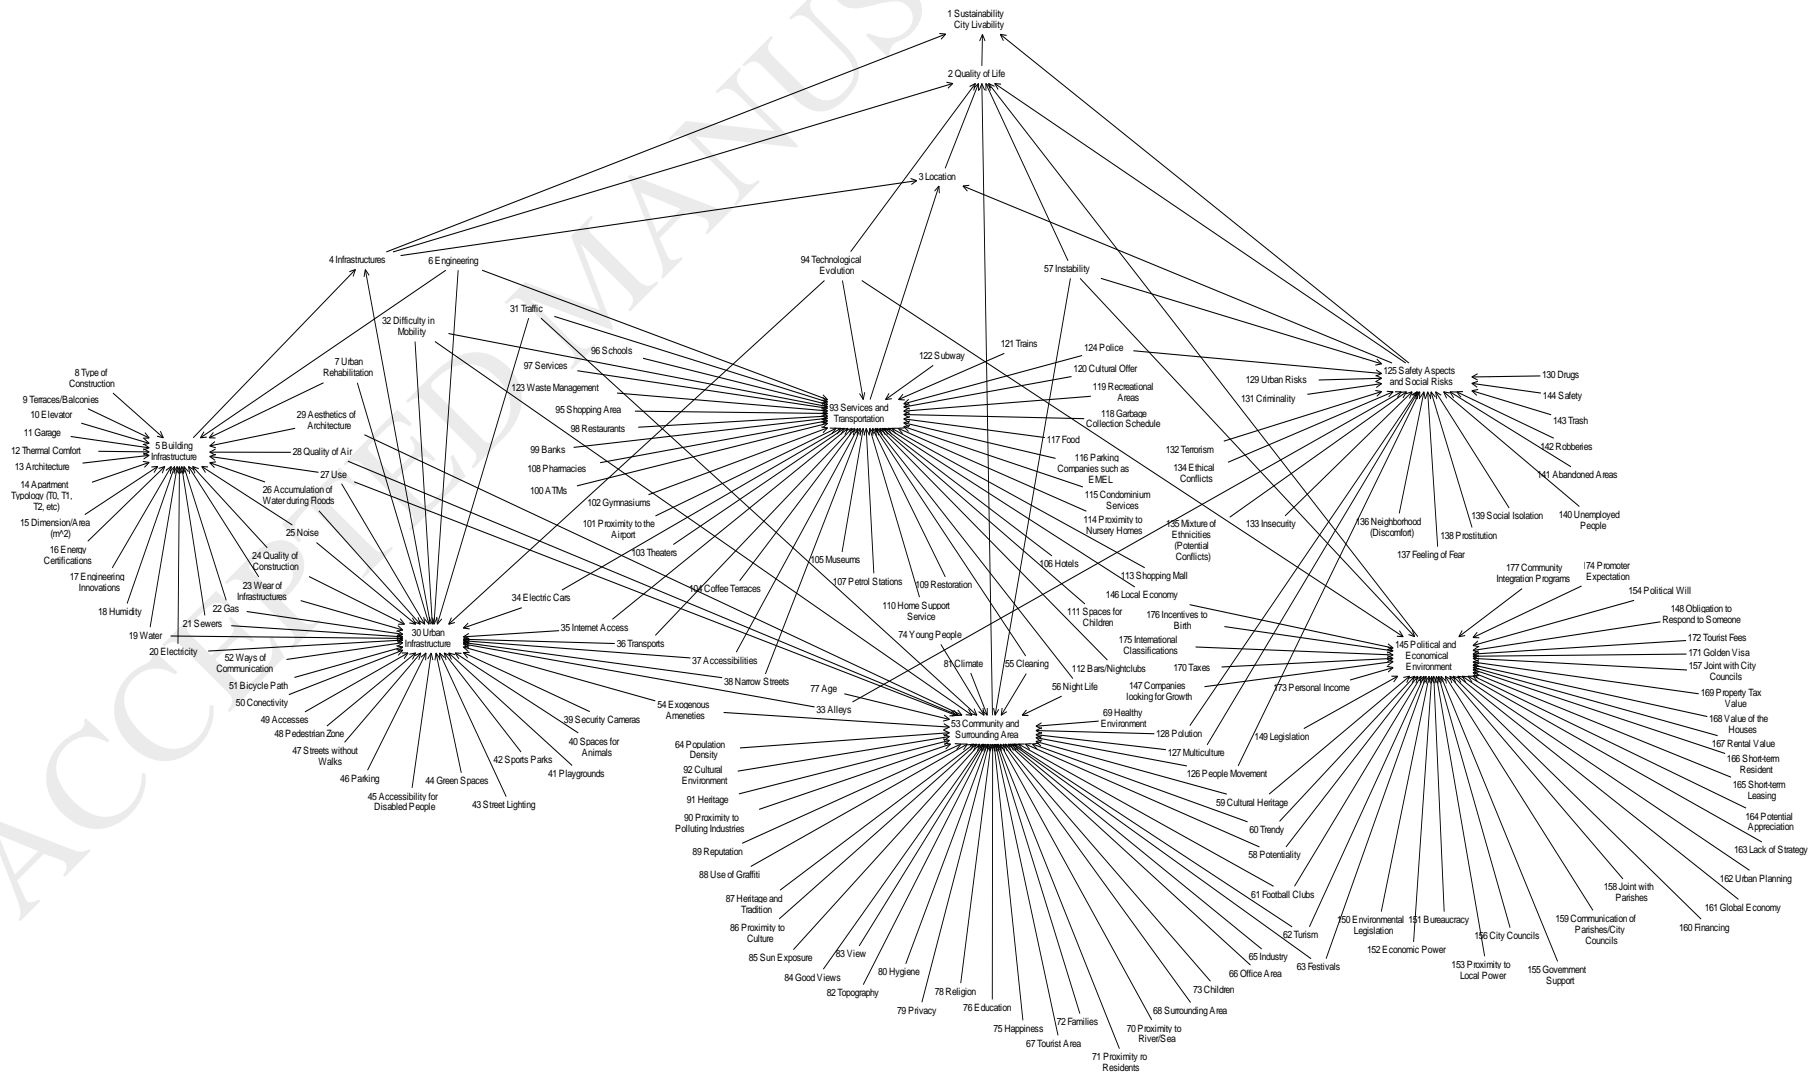 1 Sustainability
City Livability
2 Quality of Life
3 Location
4 Infrastructures
6 Engineering
94 Technological
Evolution
57 Instability
31 Traffic
32 Difficulty in
Mobility
7 Urban
Rehabilitation
8 Type of
Construction
9 Terraces/Balconies
10 Elevator
11 Garage
12 Thermal Comfort
13 Architecture
14 Apartment
Typology (T0, T1,
T2, etc)
15 Dimension/Area
(m^2)
16 Energy
Certifications
17 Engineering
Innovations
18 Humidity
19 Water
20 Electricity
21 Sewers
22 Gas
23 Wear of
Infrastructures
24 Quality of
Construction
25 Noise
26 Accumulation of
Water during Floods
27 Use
28 Quality of Air
29 Aesthetics of
Architecture
5 Building
Infrastructure
30 Urban
Infrastructure
52 Ways of
Communication
51 Bicycle Path
50 Conectivity
49 Accesses
48 Pedestrian Zone
47 Streets without
Walks
46 Parking
45 Accessibility for
Disabled People
44 Green Spaces
43 Street Lighting
42 Sports Parks
41 Playgrounds
40 Spaces for
Animals
39 Security Cameras
54 Exogenous
Ameneties
38 Narrow Streets
37 Accessibilities
36 Transports
35 Internet Access
34 Electric Cars
33 Alleys
96 Schools
97 Services
123 Waste Management
95 Shopping Area
98 Restaurants
99 Banks
108 Pharmacies
100 ATMs
102 Gymnasiums
101 Proximity to the
Airport
103 Theaters
104 Coffee Terraces
105 Museums
107 Petrol Stations
109 Restoration
110 Home Support
Service
93 Services and
Transportation
122 Subway
121 Trains
124 Police
120 Cultural Offer
119 Recreational
Areas
118 Garbage
Collection Schedule
117 Food
116 Parking
Companies such as
EMEL
115 Condominium
Services
114 Proximity to
Nursery Homes
106 Hotels
113 Shopping Mall
111 Spaces for
Children
112 Bars/Nightclubs
125 Safety Aspects
and Social Risks
129 Urban Risks
131 Criminality
132 Terrorism
134 Ethical
Conflicts
135 Mixture of
Ethnicities
(Potential
Conflicts)
133 Insecurity
136 Neighborhood
(Discomfort)
137 Feeling of Fear
138 Prostitution
139 Social Isolation
140 Unemployed
People
141 Abandoned Areas
142 Robberies
143 Trash
144 Safety
130 Drugs
74 Young People
81 Climate
55 Cleaning
56 Night Life
77 Age
53 Community and
Surrounding Area
69 Healthy
Environment
128 Polution
127 Multiculture
126 People Movement
59 Cultural Heritage
60 Trendy
58 Potentiality
61 Football Clubs
62 Turism
63 Festivals
65 Industry
66 Office Area
73 Children
68 Surrounding Area
70 Proximity to
River/Sea
71 Proximity ro
Residents
72 Families
67 Tourist Area
75 Happiness
76 Education
78 Religion
79 Privacy
80 Hygiene
82 Topography
83 View
84 Good Views
85 Sun Exposure
86 Proximity to
Culture
87 Heritage and
Tradition
88 Use of Graffiti
89 Reputation
90 Proximity to
Polluting Industries
91 Heritage
92 Cultural
Environment
64 Population
Density
145 Political and
Economical
Environment
146 Local Economy
176 Incentives to
Birth
175 International
Classifications
170 Taxes
147 Companies
looking for Growth
173 Personal Income
149 Legislation
177 Community
Integration Programs
174 Promoter
Expectation
154 Political Will
148 Obligation to
Respond to Someone
172 Tourist Fees
171 Golden Visa
157 Joint with City
Councils
169 Property Tax
Value
168 Value of the
Houses
167 Rental Value
166 Short-term
Resident
165 Short-term
Leasing
164 Potential
Appreciation
163 Lack of Strategy
162 Urban Planning
161 Global Economy
160 Financing
158 Joint with
Parishes
159 Communication of
Parishes/City
Councils
155 Government
Support
156 City Councils
153 Proximity to
Local Power
151 Bureaucracy
152 Economic Power
150 Environmental
Legislation
ACCEPTED MANUS